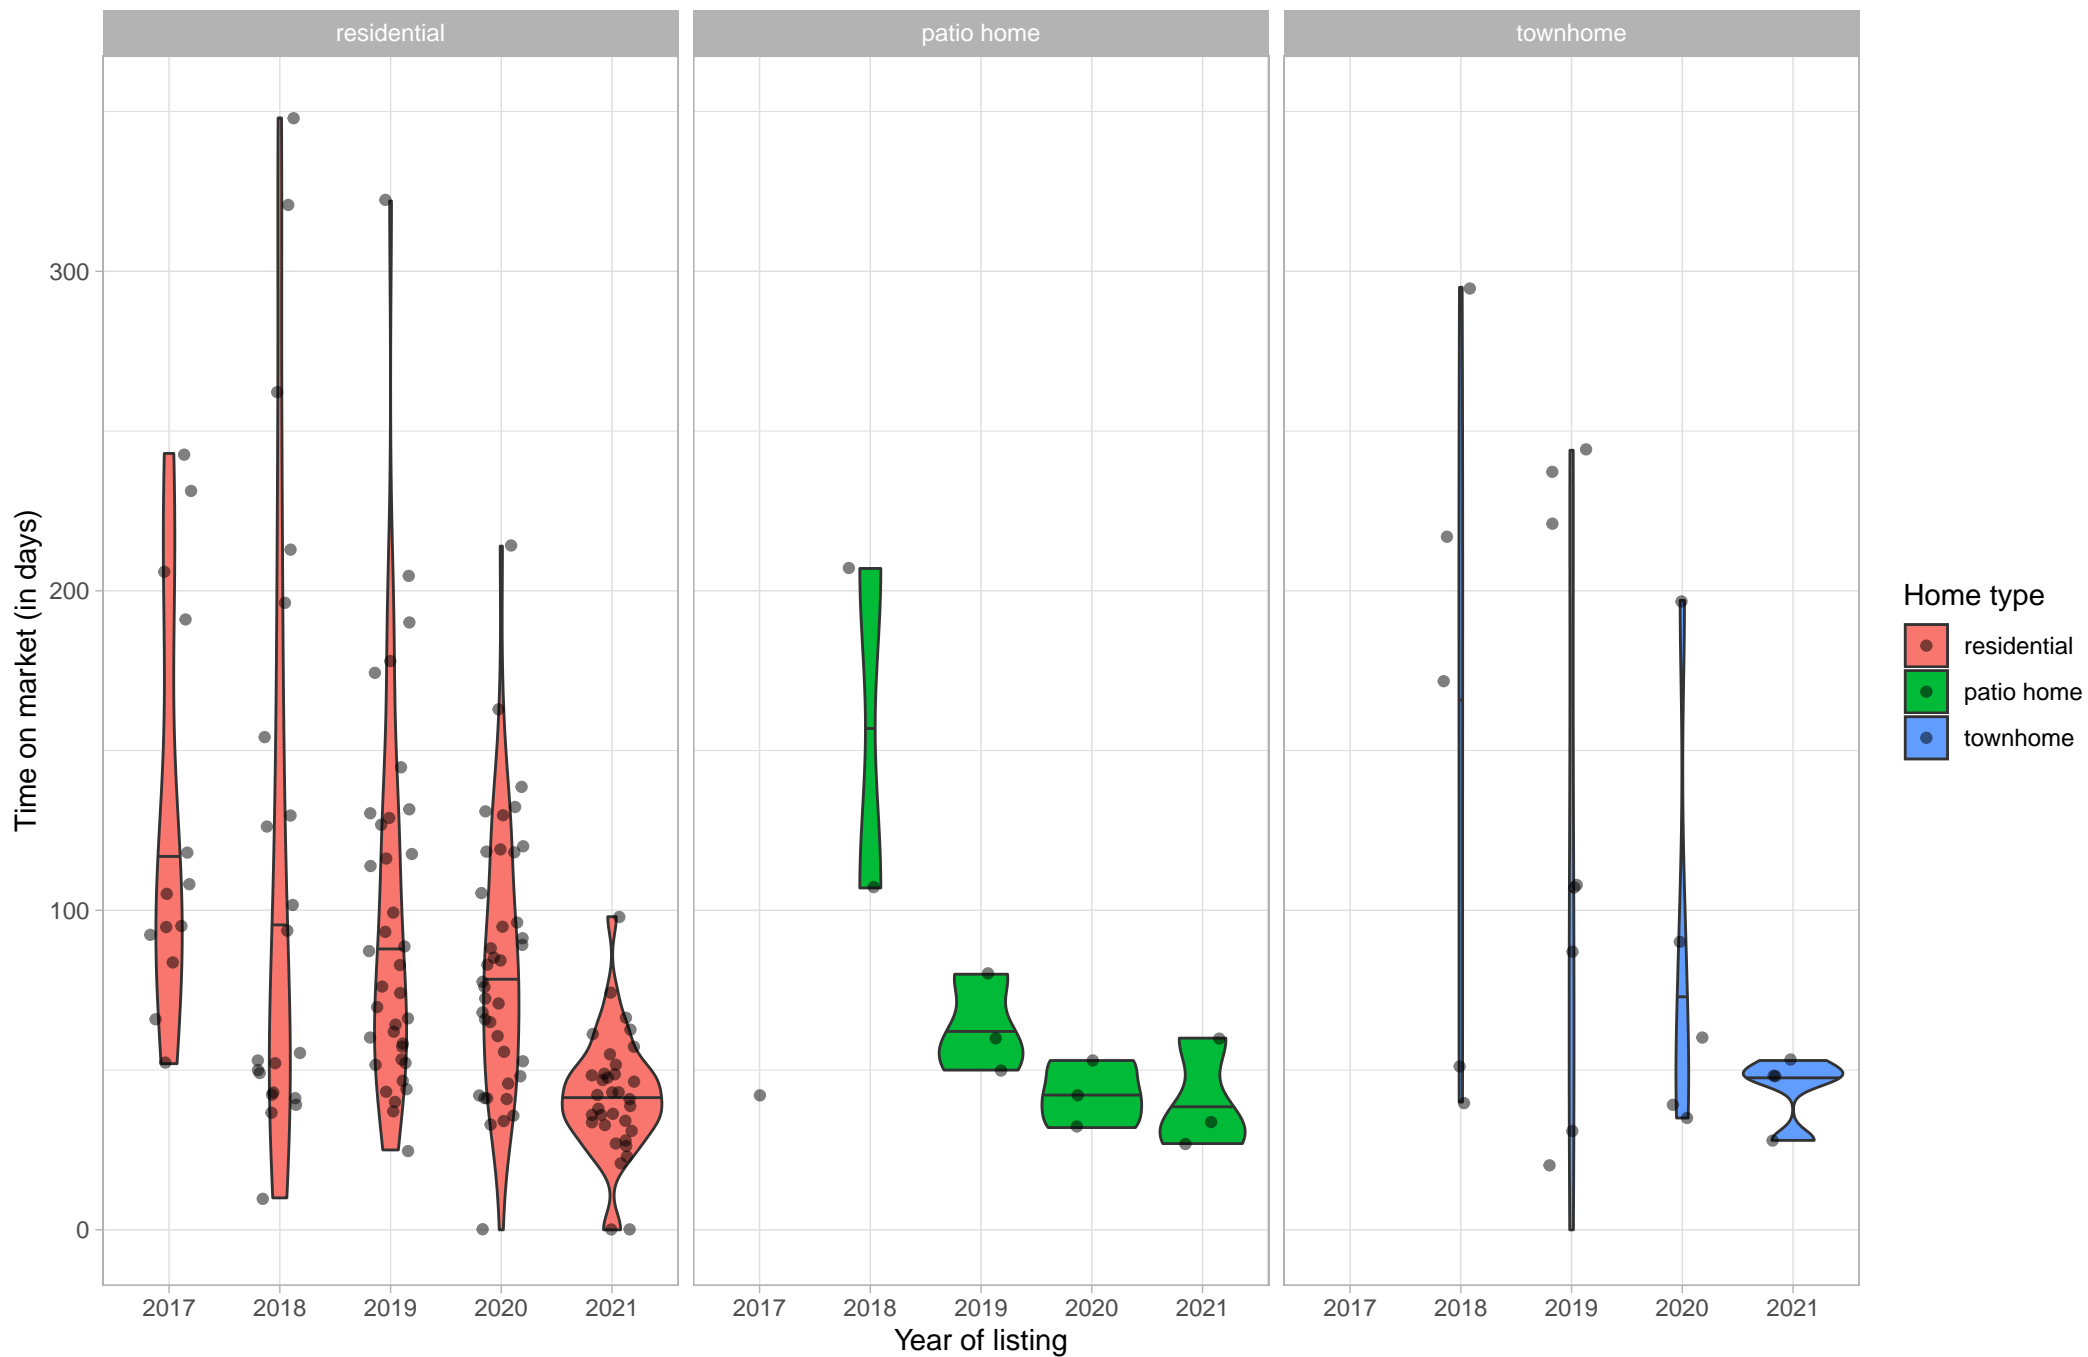 residential
patio home
townhome
300
200
100
0
Time on market (in days)
2017 2018 2019 2020 2021
2017 2018 2019 2020 2021
2017 2018 2019 2020 2021
Year of listing
Home type
residential
patio home
townhome